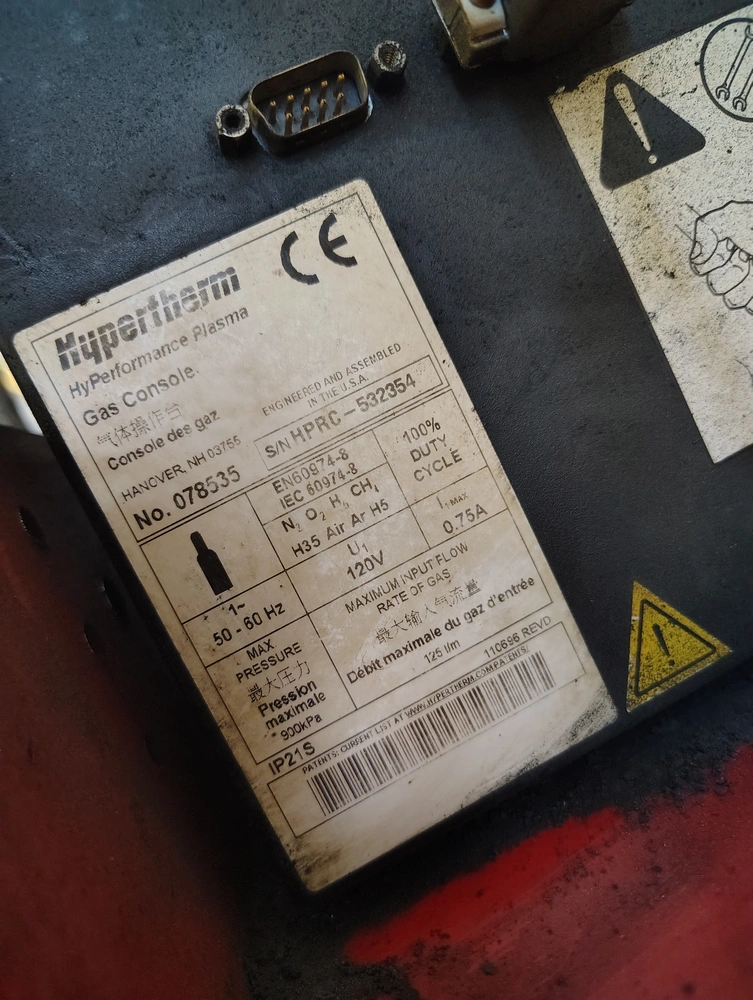 CE
Hypertherm
HyPerformance Plasma
Gas Console
气体操作台
Console des gaz
HANOVER, NH 03755
ENGINEERED AND ASSEMBLED
IN THE U.S.A.
No. 078535
S/N HPRC-532354
EN60974-8
IEC 60974-8
N₂ O₂ H₅ CH₄
H35 Air Ar H5
100%
DUTY
CYCLE
1~
50-60 Hz
U₁
120V
I₁ MAX
0.75A
MAX
PRESSURE
最大压力
Pression
maximale
900kPa
MAXIMUM INPUT FLOW
RATE OF GAS
最大输入气流量
Débit maximale du gaz d'entrée
125 l/m
IP21S
110696 REVD
PATENTS: CURRENT LIST AT WWW.HYPERTHERM.COM/PATENTS